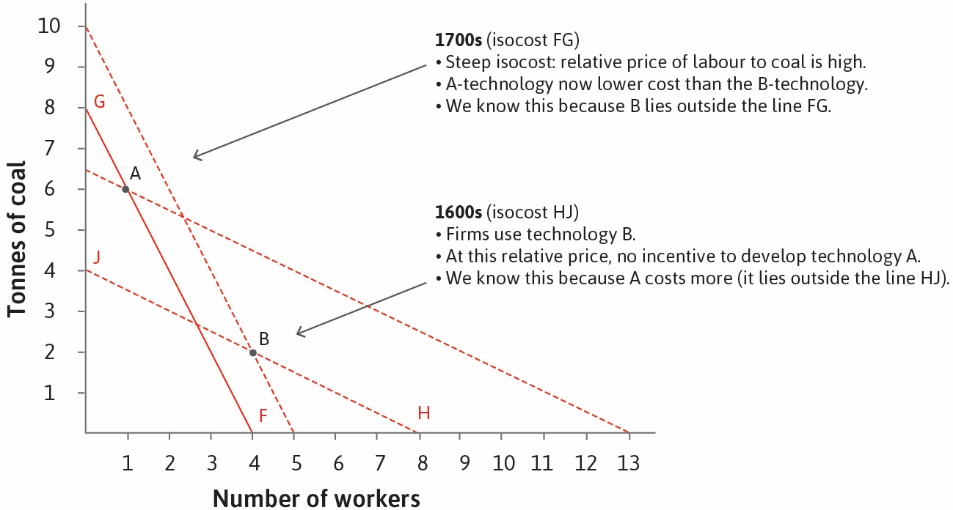 10
9
8
7
6
5
4
3
2
1
Tonnes of coal
G
A
J
B
F
H
1700s (isocost FG)
• Steep isocost: relative price of labour to coal is high.
• A-technology now lower cost than the B-technology.
• We know this because B lies outside the line FG.
1600s (isocost HJ)
• Firms use technology B.
• At this relative price, no incentive to develop technology A.
• We know this because A costs more (it lies outside the line HJ).
1 2 3 4 5 6 7 8 9 10 11 12 13
Number of workers